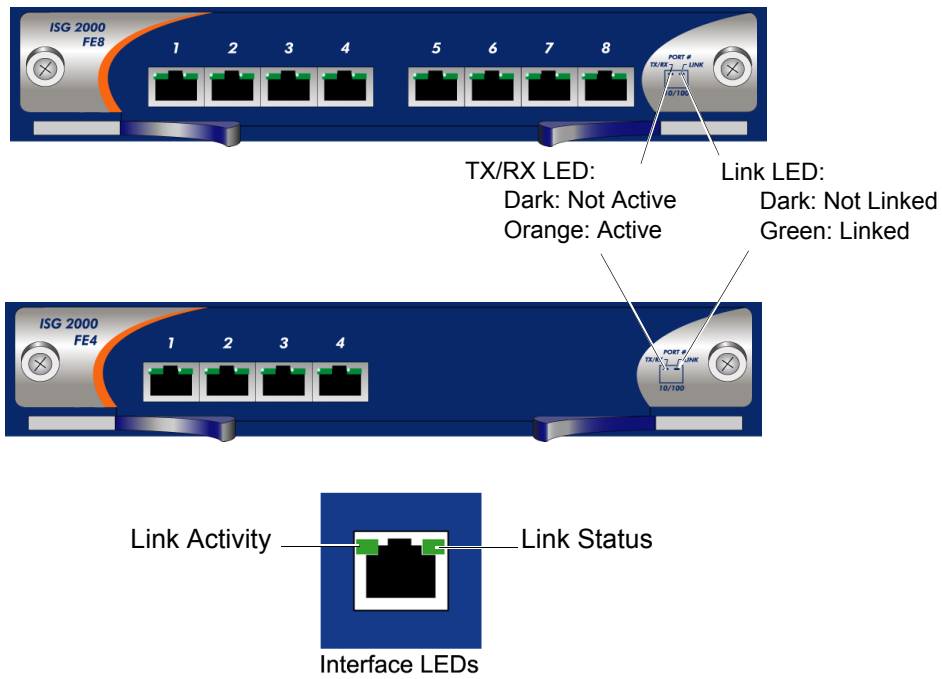 ISG 2000
FE8
1 2 3 4 5 6 7 8
PORT #
TX/RX LINK
10/100
TX/RX LED:
Dark: Not Active
Orange: Active
Link LED:
Dark: Not Linked
Green: Linked
ISG 2000
FE4
1 2 3 4
PORT #
TX/RX LINK
10/100
Link Activity
Link Status
Interface LEDs